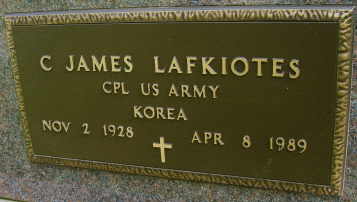 C JAMES LAFKIOTES
CPL US ARMY
KOREA
NOV 2 1928 APR 8 1989